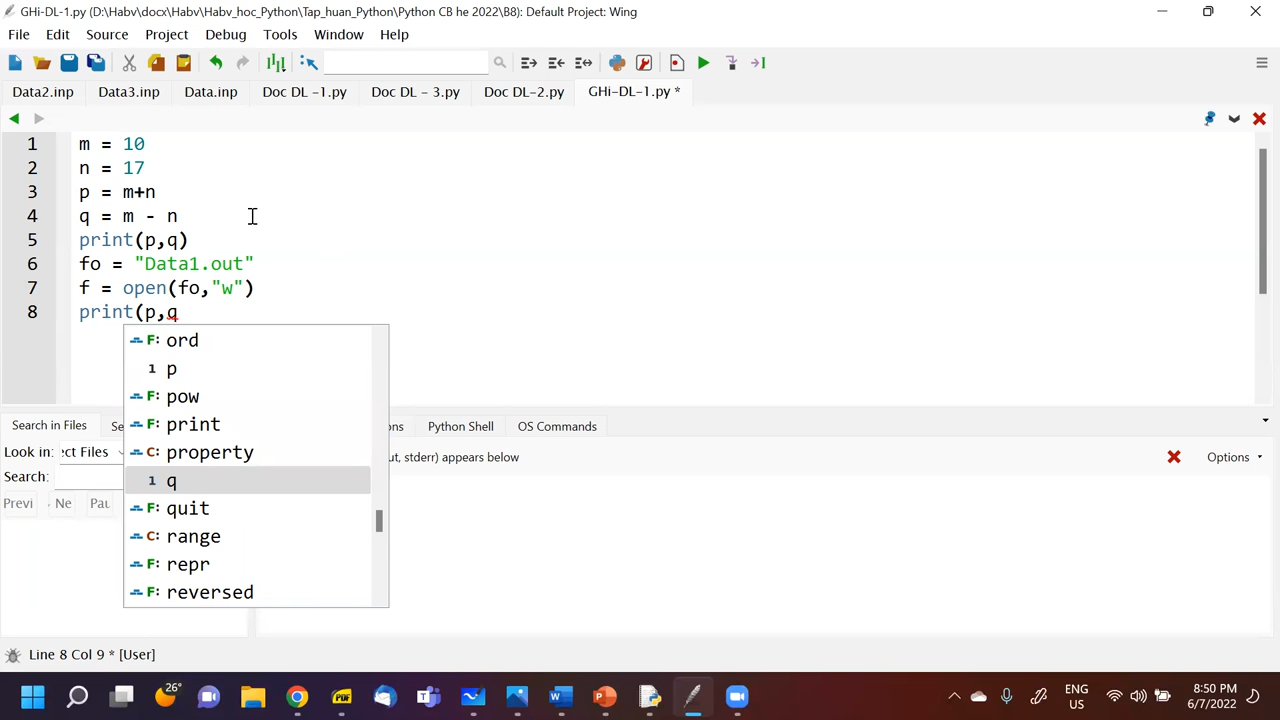 GHi-DL-1.py (D:\Habv\docx\Habv\Habv_hoc_Python\Tap_huan_Python\Python CB he 2022\B8): Default Project: Wing
File Edit Source Project Debug Tools Window Help
Data2.inp Data3.inp Data.inp Doc DL -1.py Doc DL - 3.py Doc DL-2.py GHi-DL-1.py *
1 m = 10
2 n = 17
3 p = m+n
4 q = m - n
5 print(p,q)
6 fo = "Data1.out"
7 f = open(fo,"w")
8 print(p,q
F: ord
1 p
F: pow
F: print
C: property
1 q
F: quit
C: range
F: repr
F: reversed
Search in Files Se ons Python Shell OS Commands
Look in: ect Files ut, stderr) appears below Options
Search:
Previ Ne Pau
Line 8 Col 9 * [User]
26° PDF ENG US 8:50 PM 6/7/2022